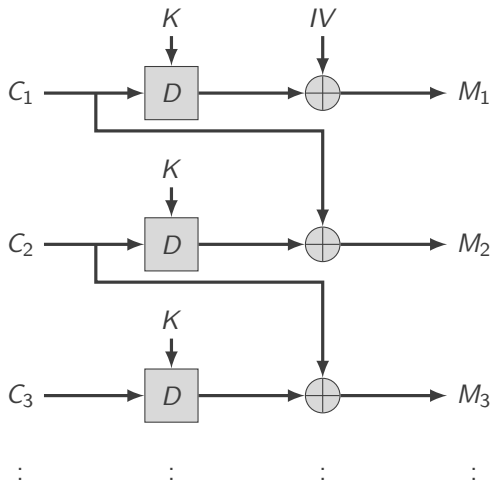 K IV
C₁ D M₁
K
C₂ D M₂
K
C₃ D M₃
⋮ ⋮ ⋮ ⋮